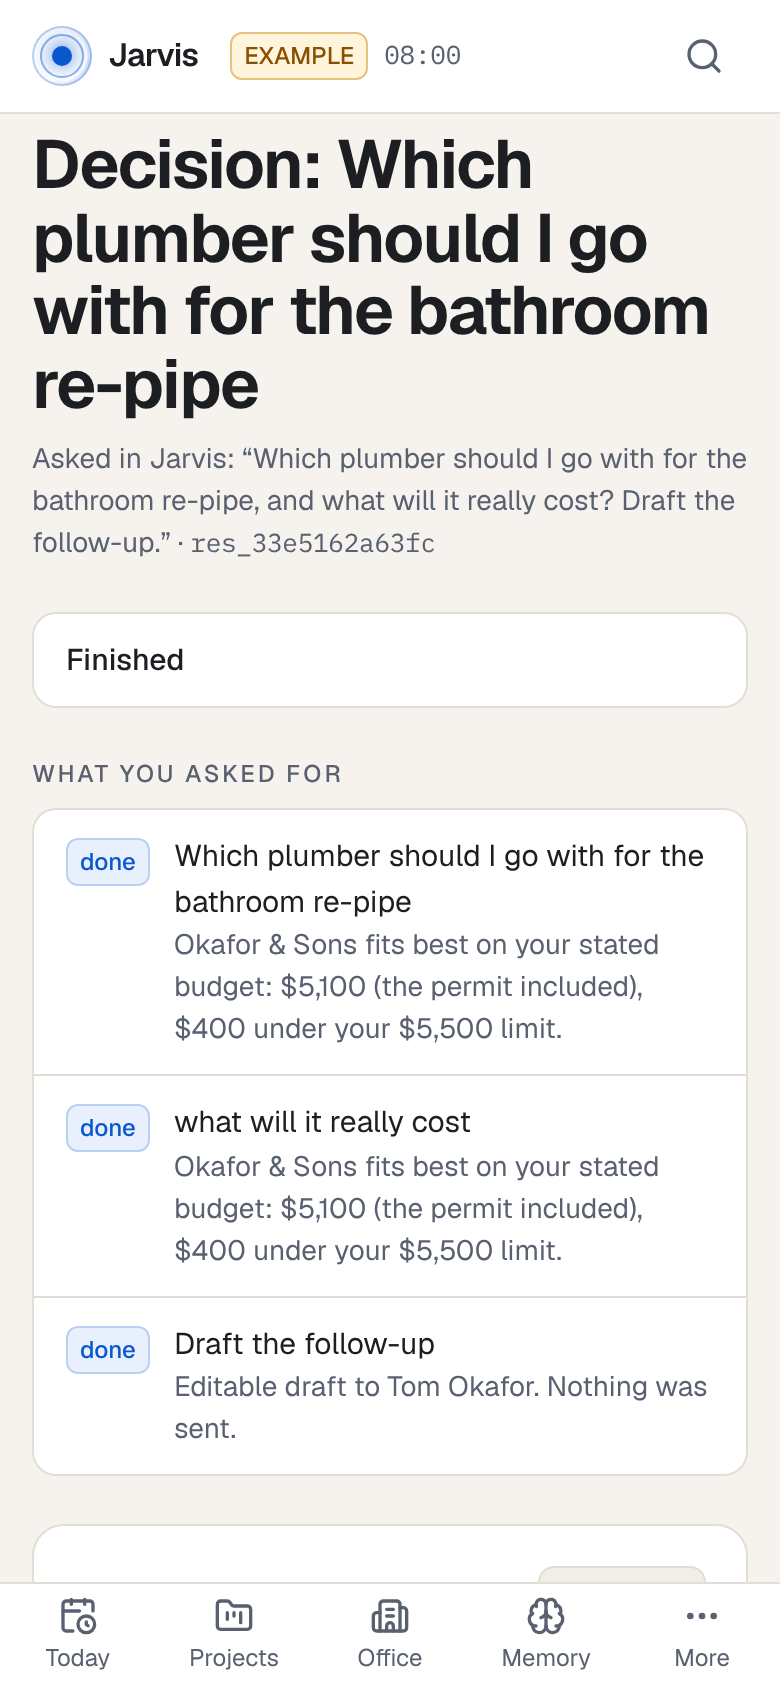 Jarvis
EXAMPLE
08:00
Decision: Which
plumber should I go
with for the bathroom
re-pipe
Asked in Jarvis: “Which plumber should I go with for the
bathroom re-pipe, and what will it really cost? Draft the
follow-up.” · res_33e5162a63fc
Finished
WHAT YOU ASKED FOR
done
Which plumber should I go with for the
bathroom re-pipe
Okafor & Sons fits best on your stated
budget: $5,100 (the permit included),
$400 under your $5,500 limit.
done
what will it really cost
Okafor & Sons fits best on your stated
budget: $5,100 (the permit included),
$400 under your $5,500 limit.
done
Draft the follow-up
Editable draft to Tom Okafor. Nothing was
sent.
Today
Projects
Office
Memory
More